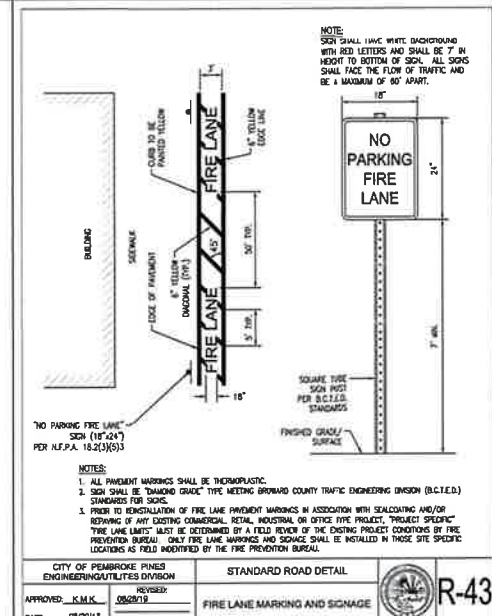 NOTE:
SIGN SHALL HAVE WHITE BACKGROUND
WITH RED LETTERS AND SHALL BE 7' IN
HEIGHT TO BOTTOM OF SIGN. ALL SIGNS
SHALL FACE THE FLOW OF TRAFFIC AND
BE A MAXIMUM OF 60' APART.
18"
NO
PARKING
FIRE
LANE
24"
7' MIN.
SQUARE TUBE
SIGN POST
PER B.C.T.E.D.
STANDARDS
FINISHED GRADE/
SURFACE
3'
BUILDING
SIDEWALK
CURB TO BE
PAINTED YELLOW
EDGE OF PAVEMENT
6" YELLOW
DIAGONAL (TYP.)
FIRE LANE
45°
FIRE LANE
6" YELLOW
EDGE LINE
50' TYP.
5' TYP.
18"
"NO PARKING FIRE LANE"
SIGN (18"x24")
PER N.F.P.A. 18.2(3)(5)3
NOTES:
1. ALL PAVEMENT MARKINGS SHALL BE THERMOPLASTIC.
2. SIGN SHALL BE "DIAMOND GRADE" TYPE MEETING BROWARD COUNTY TRAFFIC ENGINEERING DIVISION (B.C.T.E.D.)
STANDARDS FOR SIGNS.
3. PRIOR TO REINSTALLATION OF FIRE LANE PAVEMENT MARKINGS IN ASSOCIATION WITH SEALCOATING AND/OR
REPAVING OF ANY EXISTING COMMERCIAL, RETAIL, INDUSTRIAL OR OFFICE TYPE PROJECT, "PROJECT SPECIFIC"
"FIRE LANE LIMITS" MUST BE DETERMINED BY A FIELD REVIEW OF THE EXISTING PROJECT CONDITIONS BY FIRE
PREVENTION BUREAU. ONLY FIRE LANE MARKINGS AND SIGNAGE SHALL BE INSTALLED IN THOSE SITE SPECIFIC
LOCATIONS AS FIELD INDENTIFIED BY THE FIRE PREVENTION BUREAU.
CITY OF PEMBROKE PINES
ENGINEERING/UTILITES DIVISON
STANDARD ROAD DETAIL
APPROVED: K.M.K.
REVISED:
08/28/19
FIRE LANE MARKING AND SIGNAGE
R-43